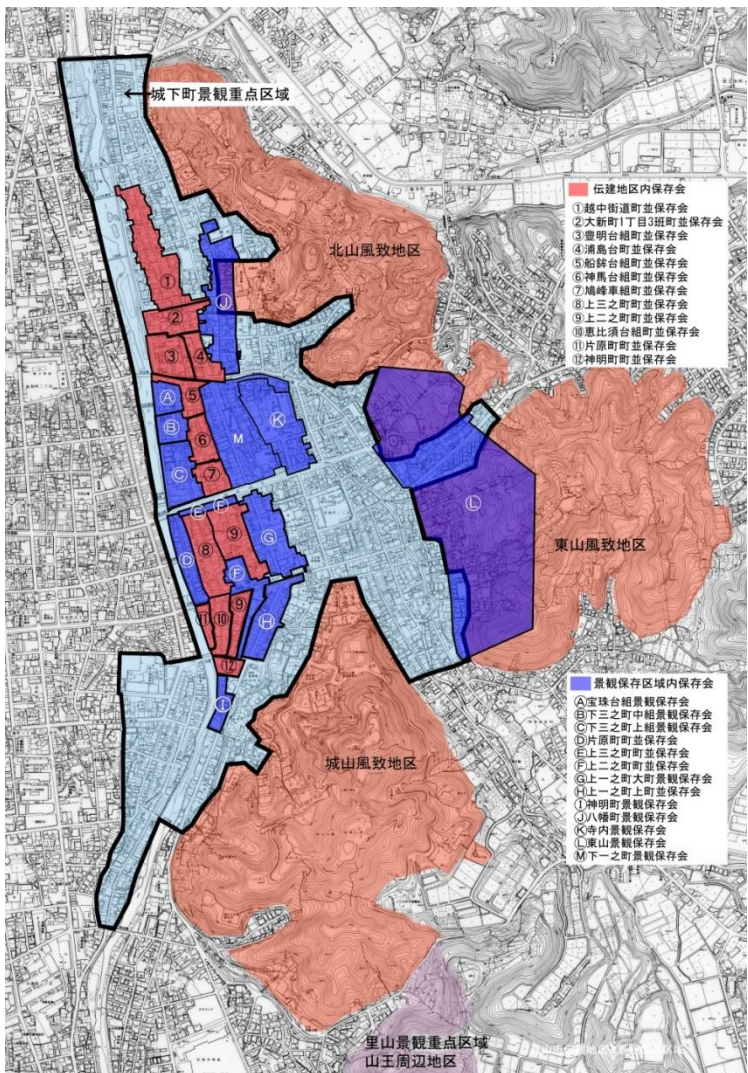 城下町景観重点区域
伝建地区内保存会
①越中街道町並保存会
②大新町1丁目3班町並保存会
③豊明台組町並保存会
④浦島台町並保存会
⑤船鉾台組町並保存会
⑥神馬台組町並保存会
⑦鳩峰車組町並保存会
⑧上三之町町並保存会
⑨上二之町町並保存会
⑩恵比須台組町並保存会
⑪片原町町並保存会
⑫神明町町並保存会
北山風致地区
①
J
②
③
④
Ⓐ
⑤
Ⓚ
Ⓑ
⑥
M
Ⓒ
⑦
Ⓔ
Ⓕ
Ⓛ
Ⓓ
⑧
⑨
Ⓖ
東山風致地区
Ⓕ
⑪
⑩
⑨
Ⓗ
⑫
Ⓘ
景観保存区域内保存会
Ⓐ宝珠台組景観保存会
Ⓑ下三之町中組景観保存会
Ⓒ下三之町上組景観保存会
Ⓓ片原町町並保存会
Ⓔ上三之町町並保存会
Ⓕ上二之町町並保存会
Ⓖ上一之町大町景観保存会
Ⓗ上一之町上町並保存会
Ⓘ神明町景観保存会
Ⓙ八幡町景観保存会
Ⓚ寺内景観保存会
Ⓛ東山景観保存会
Ⓜ下一之町景観保存会
城山風致地区
里山景観重点区域
山王周辺地区